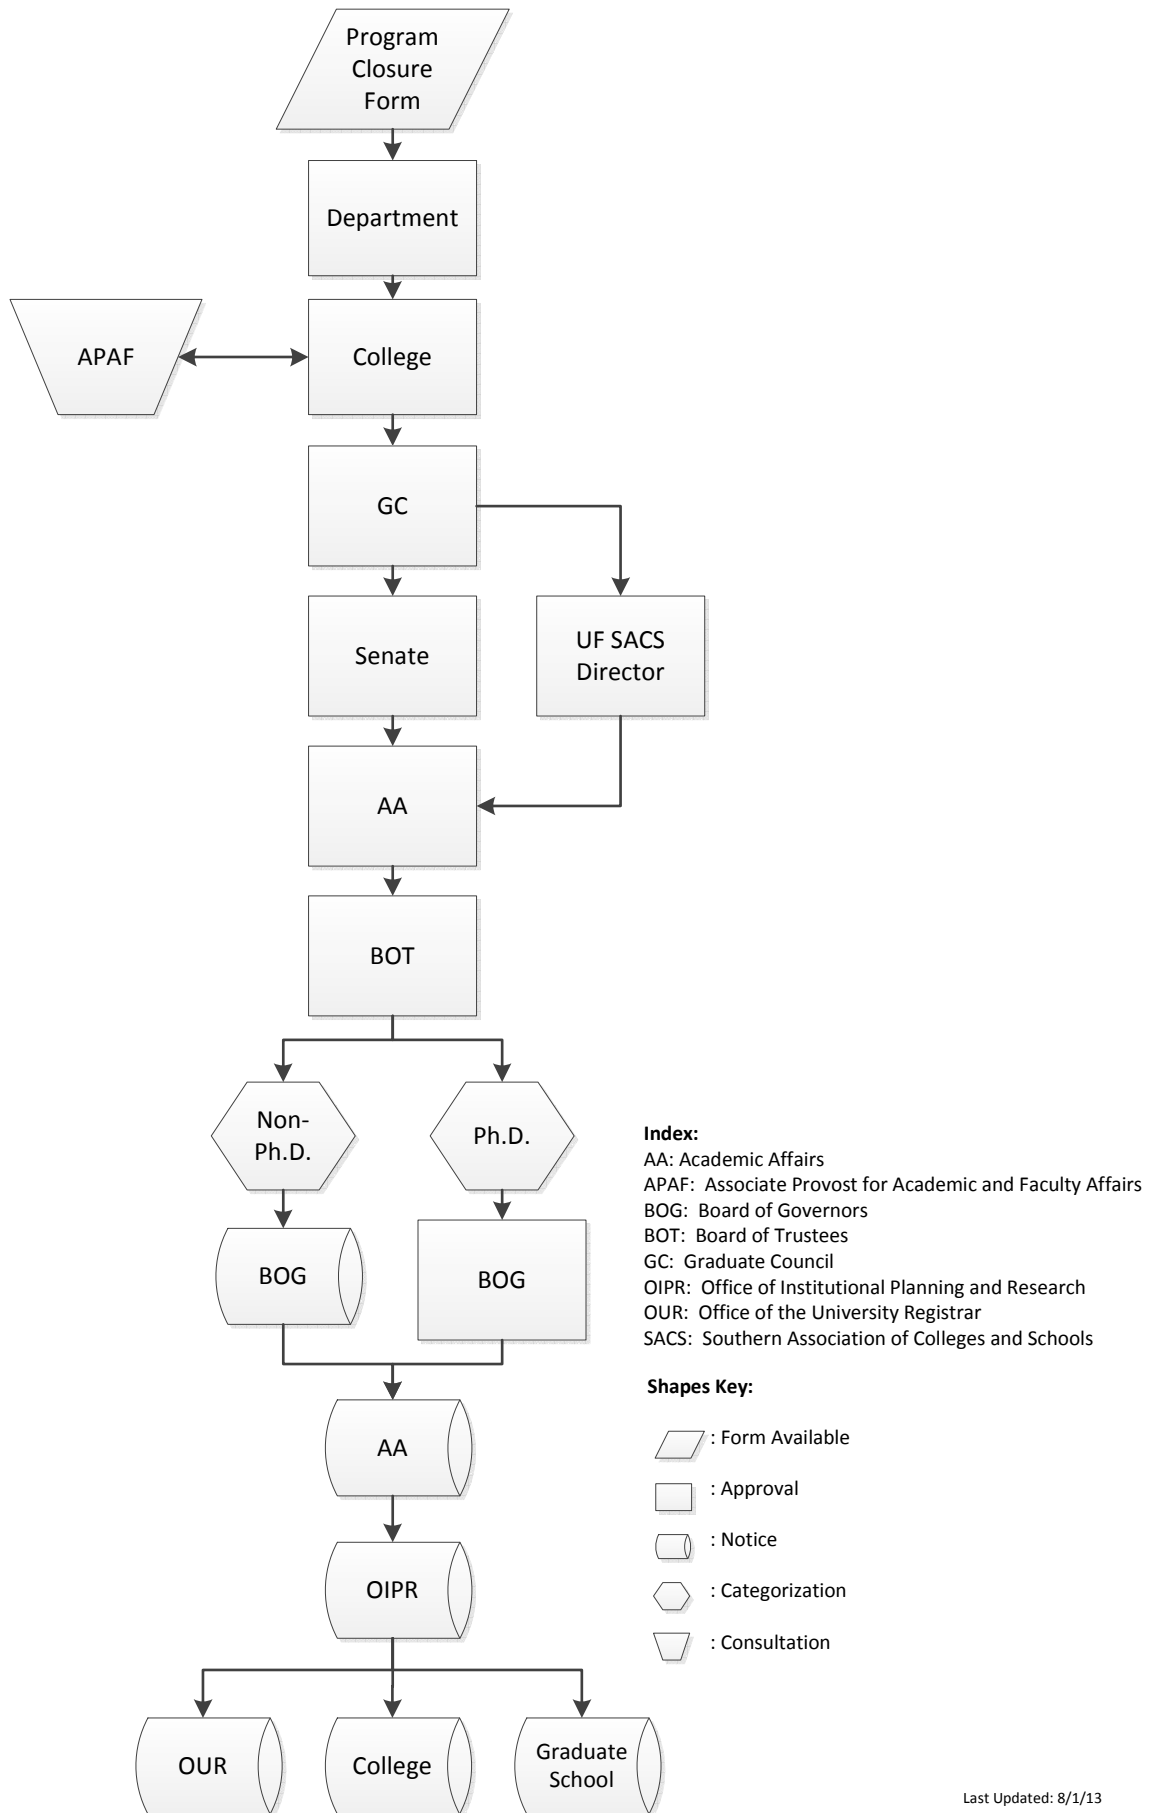 Program
Closure
Form
Department
APAF
College
GC
Senate
UF SACS
Director
AA
BOT
Non-
Ph.D.
Ph.D.
BOG
BOG
AA
OIPR
OUR
College
Graduate
School
Index:
AA: Academic Affairs
APAF:  Associate Provost for Academic and Faculty Affairs
BOG:  Board of Governors
BOT:  Board of Trustees
GC:  Graduate Council
OIPR:  Office of Institutional Planning and Research
OUR:  Office of the University Registrar
SACS:  Southern Association of Colleges and Schools
Shapes Key:
: Form Available
: Approval
: Notice
: Categorization
: Consultation
Last Updated: 8/1/13